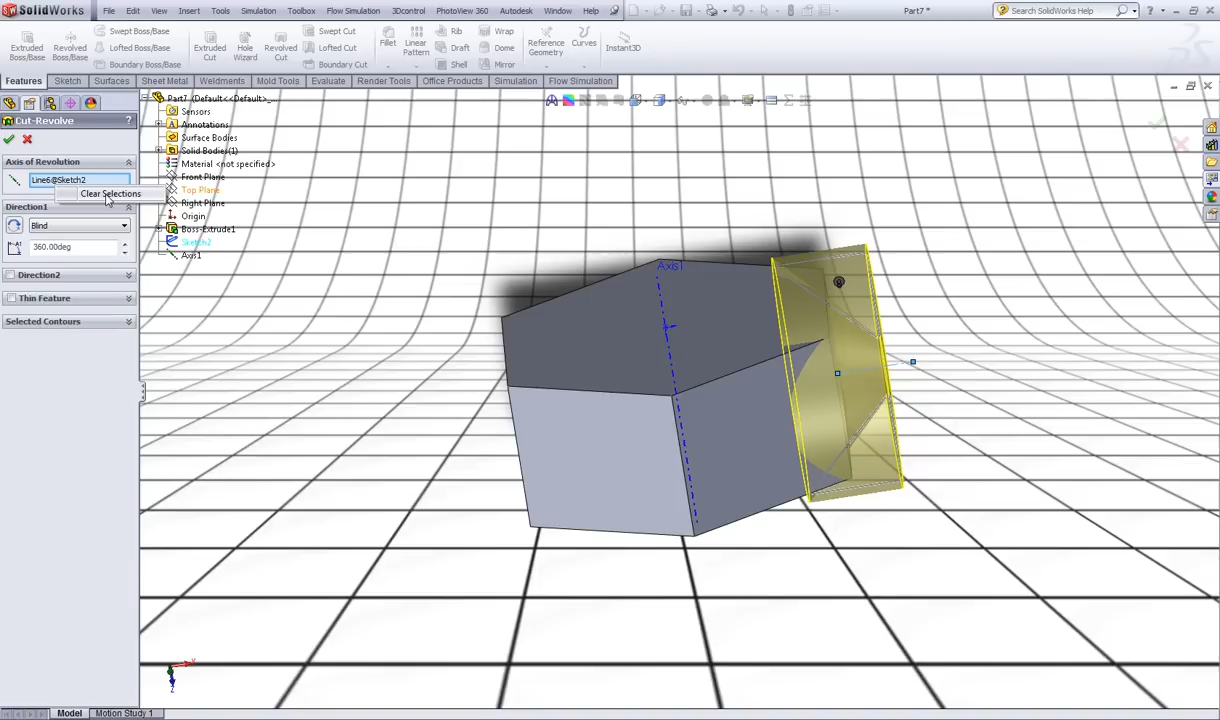 SolidWorks File Edit View Insert Tools Simulation Toolbox Flow Simulation 3Dcontrol PhotoView 360 Autodesk Window Help Part7 * Search SolidWorks Help
Extruded Boss/Base Revolved Boss/Base Swept Boss/Base Lofted Boss/Base Boundary Boss/Base Extruded Cut Hole Wizard Revolved Cut Swept Cut Lofted Cut Boundary Cut Fillet Linear Pattern Rib Draft Shell Wrap Dome Mirror Reference Geometry Curves Instant3D
Features Sketch Surfaces Sheet Metal Weldments Mold Tools Evaluate Render Tools Office Products Simulation Flow Simulation
Cut-Revolve ?
Axis of Revolution
Line6@Sketch2
Clear Selections
Direction1
Blind
360.00deg
Direction2
Thin Feature
Selected Contours
Part7 (Default<<Default>_...
Sensors
Annotations
Surface Bodies
Solid Bodies(1)
Material <not specified>
Front Plane
Top Plane
Right Plane
Origin
Boss-Extrude1
Sketch2
Axis1
Axis1
Model Motion Study 1